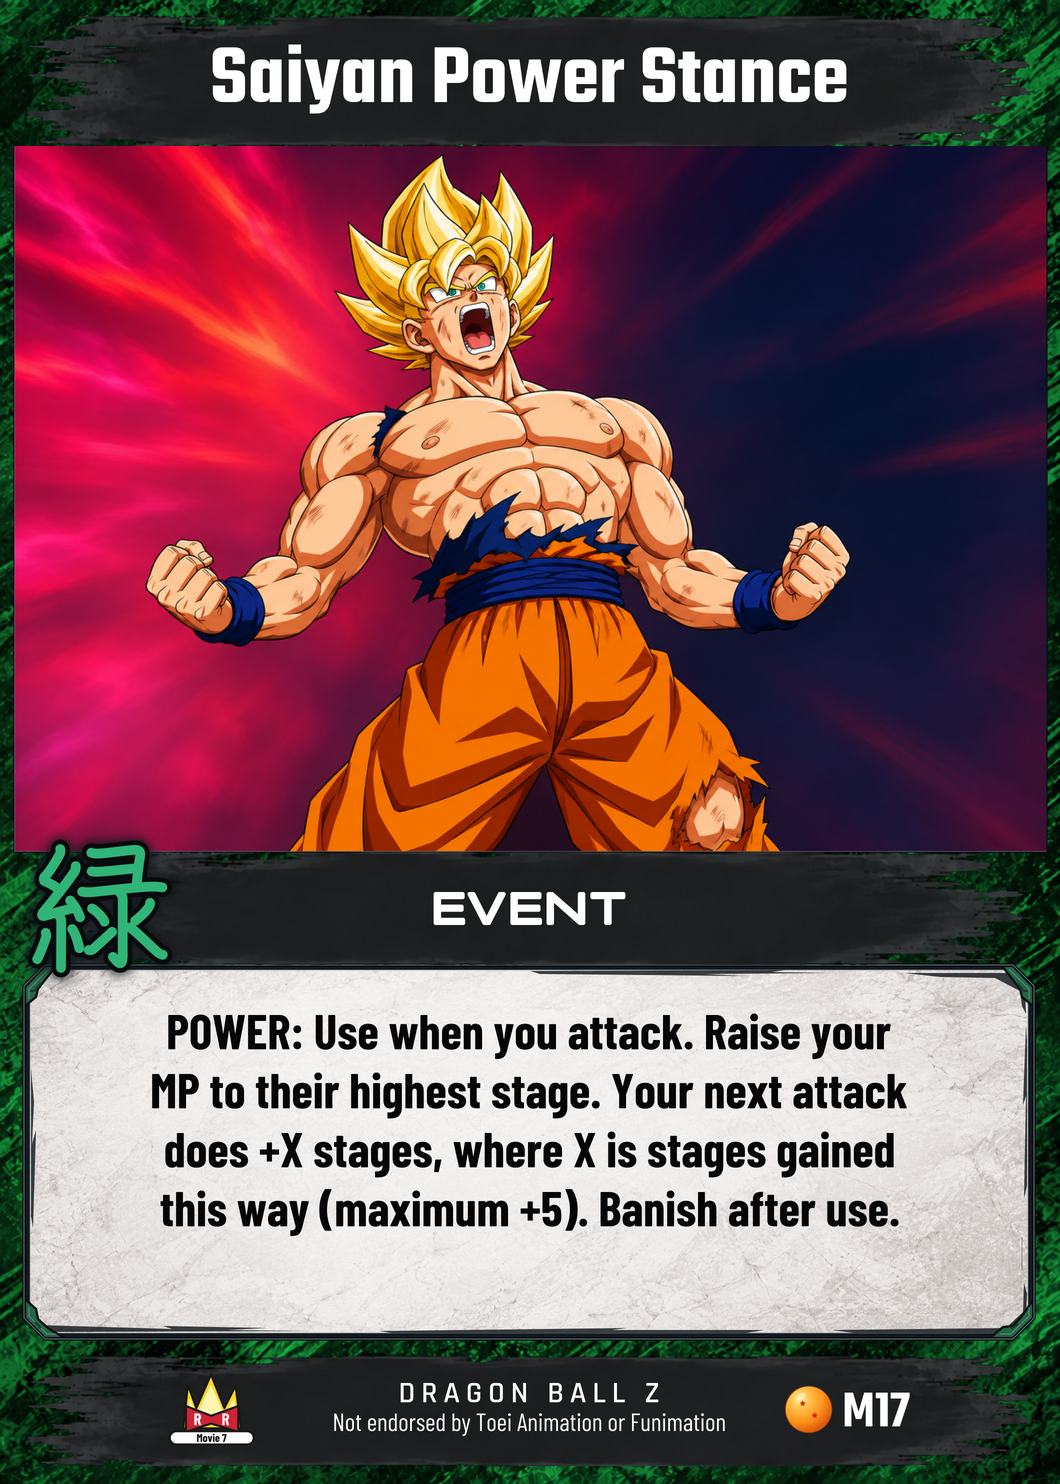 Saiyan Power Stance
緑
EVENT
POWER: Use when you attack. Raise your
MP to their highest stage. Your next attack
does +X stages, where X is stages gained
this way (maximum +5). Banish after use.
R R
Movie 7
DRAGON BALL Z
Not endorsed by Toei Animation or Funimation
M17